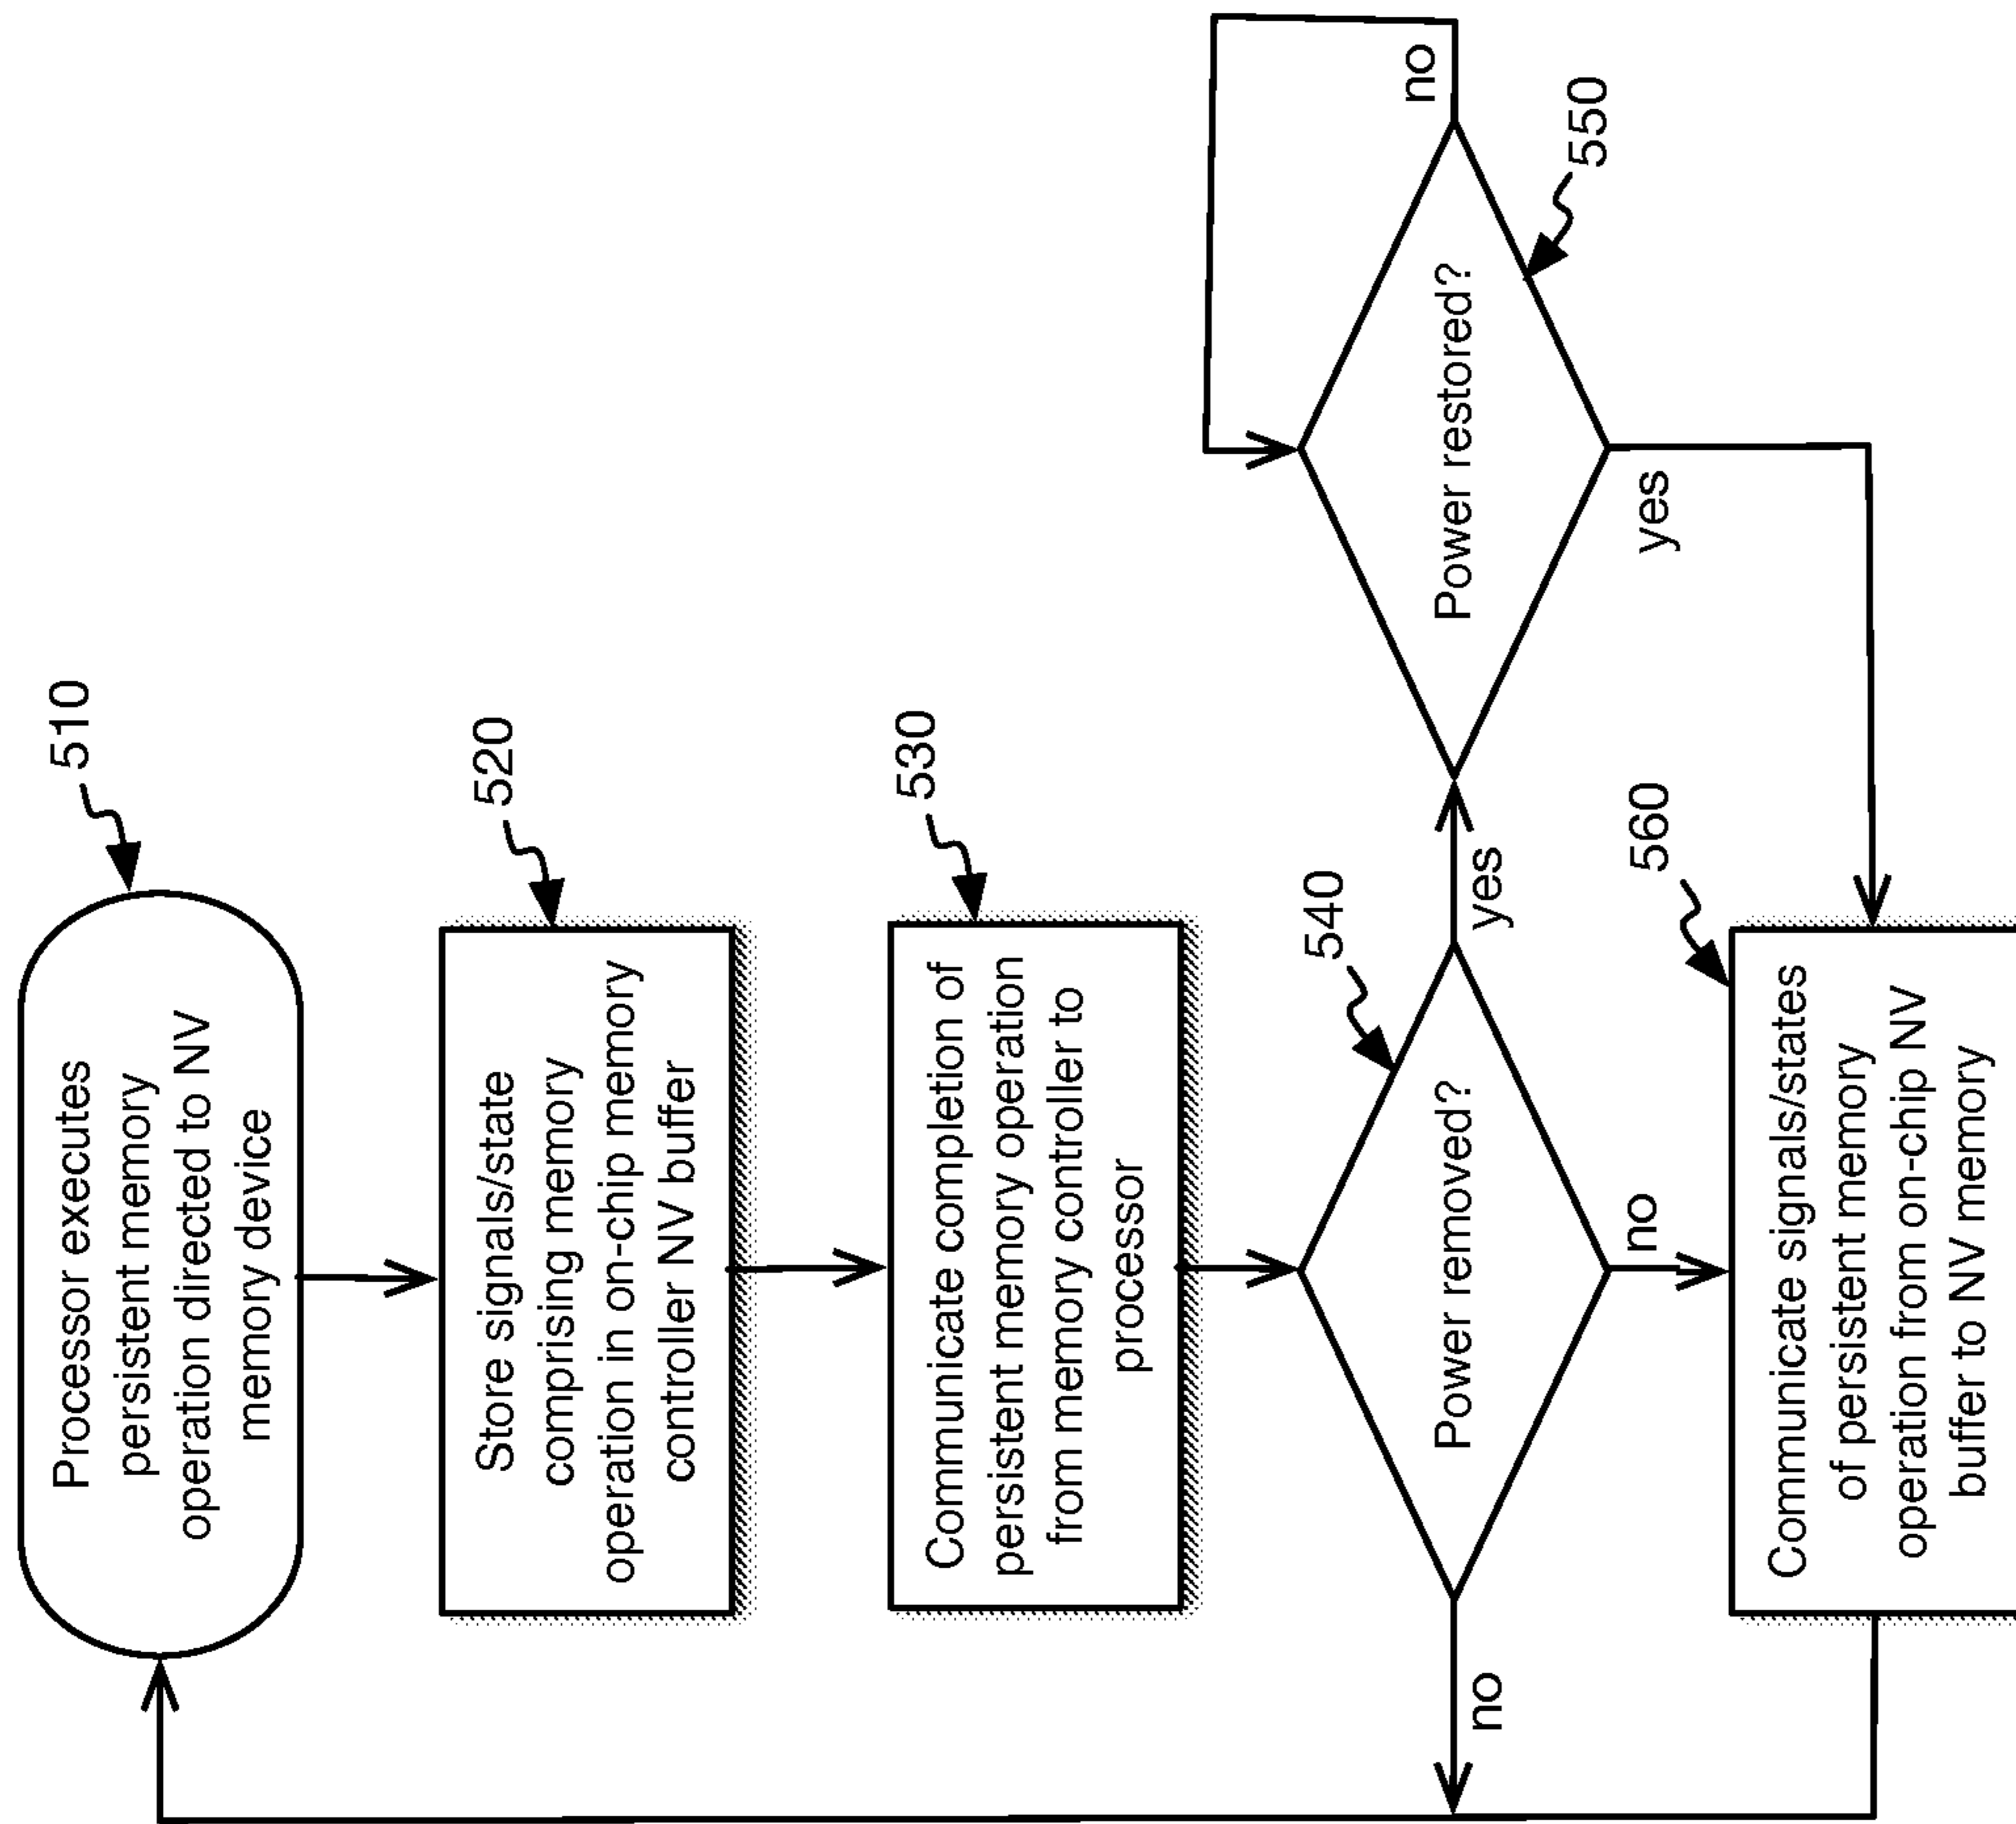 510
Processor executes
persistent memory
operation directed to NV
memory device
520
Store signals/state
comprising memory
operation in on-chip memory
controller NV buffer
530
Communicate completion of
persistent memory operation
from memory controller to
processor
540
Power removed?
no
yes
no
550
Power restored?
no
yes
560
Communicate signals/states
of persistent memory
operation from on-chip NV
buffer to NV memory